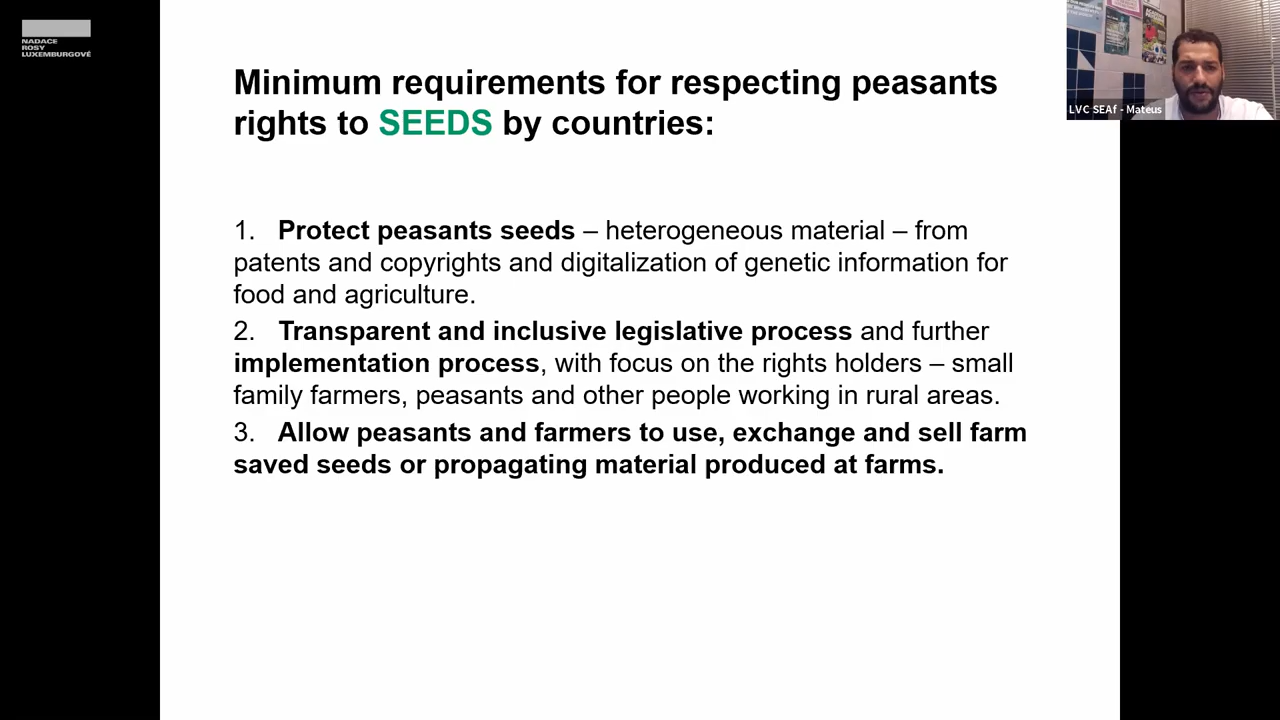 NADACE
ROSY
LUXEMBURGOVÉ
Minimum requirements for respecting peasants
rights to SEEDS by countries:
1. Protect peasants seeds – heterogeneous material – from
patents and copyrights and digitalization of genetic information for
food and agriculture.
2. Transparent and inclusive legislative process and further
implementation process, with focus on the rights holders – small
family farmers, peasants and other people working in rural areas.
3. Allow peasants and farmers to use, exchange and sell farm
saved seeds or propagating material produced at farms.
LVC SEAf - Mateus